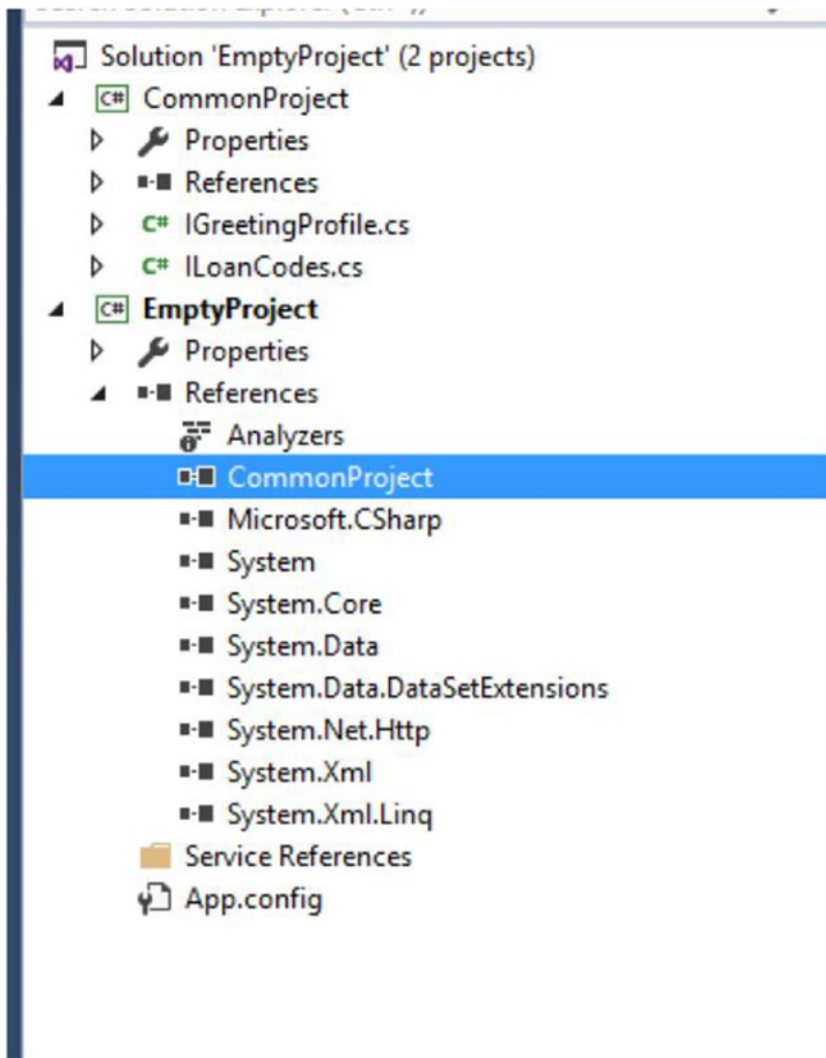 Solution 'EmptyProject' (2 projects)
C# CommonProject
Properties
References
C# IGreetingProfile.cs
C# ILoanCodes.cs
C# EmptyProject
Properties
References
Analyzers
CommonProject
Microsoft.CSharp
System
System.Core
System.Data
System.Data.DataSetExtensions
System.Net.Http
System.Xml
System.Xml.Linq
Service References
App.config